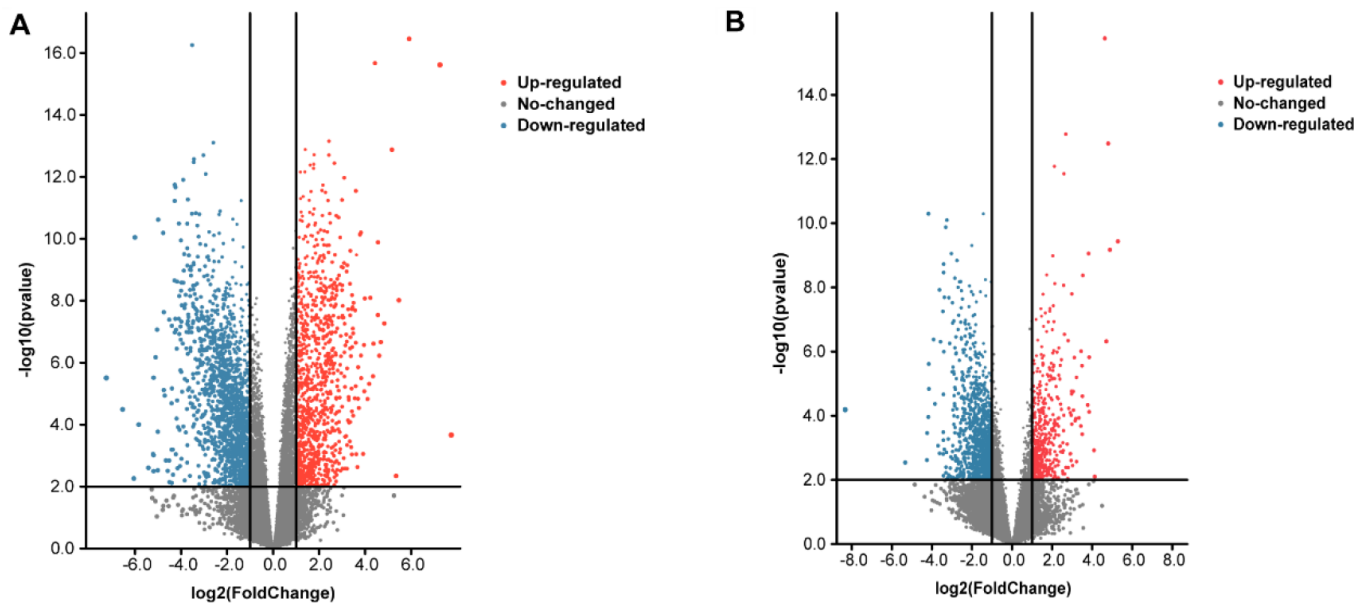 A
16.0
14.0
12.0
10.0
8.0
6.0
4.0
2.0
0.0
-log10(pvalue)
-6.0 -4.0 -2.0 0.0 2.0 4.0 6.0
log2(FoldChange)
Up-regulated
No-changed
Down-regulated
B
14.0
12.0
10.0
8.0
6.0
4.0
2.0
0.0
-log10(pvalue)
-8.0 -6.0 -4.0 -2.0 0.0 2.0 4.0 6.0 8.0
log2(FoldChange)
Up-regulated
No-changed
Down-regulated